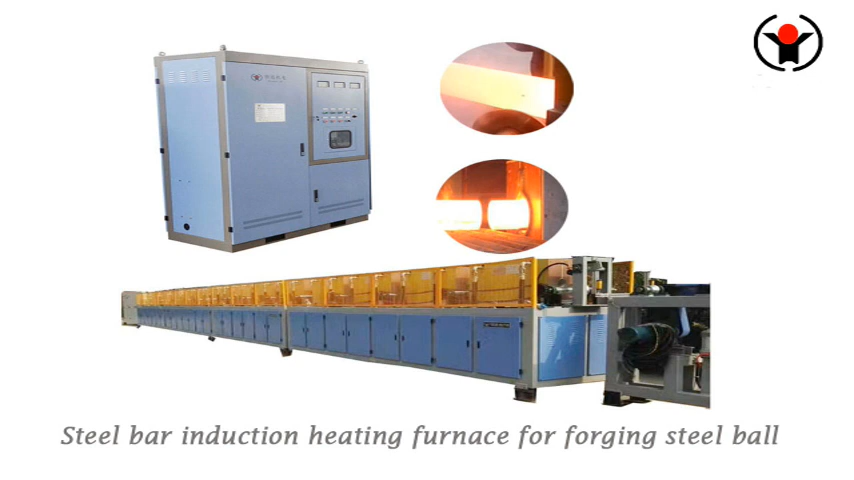 Steel bar induction heating furnace for forging steel ball